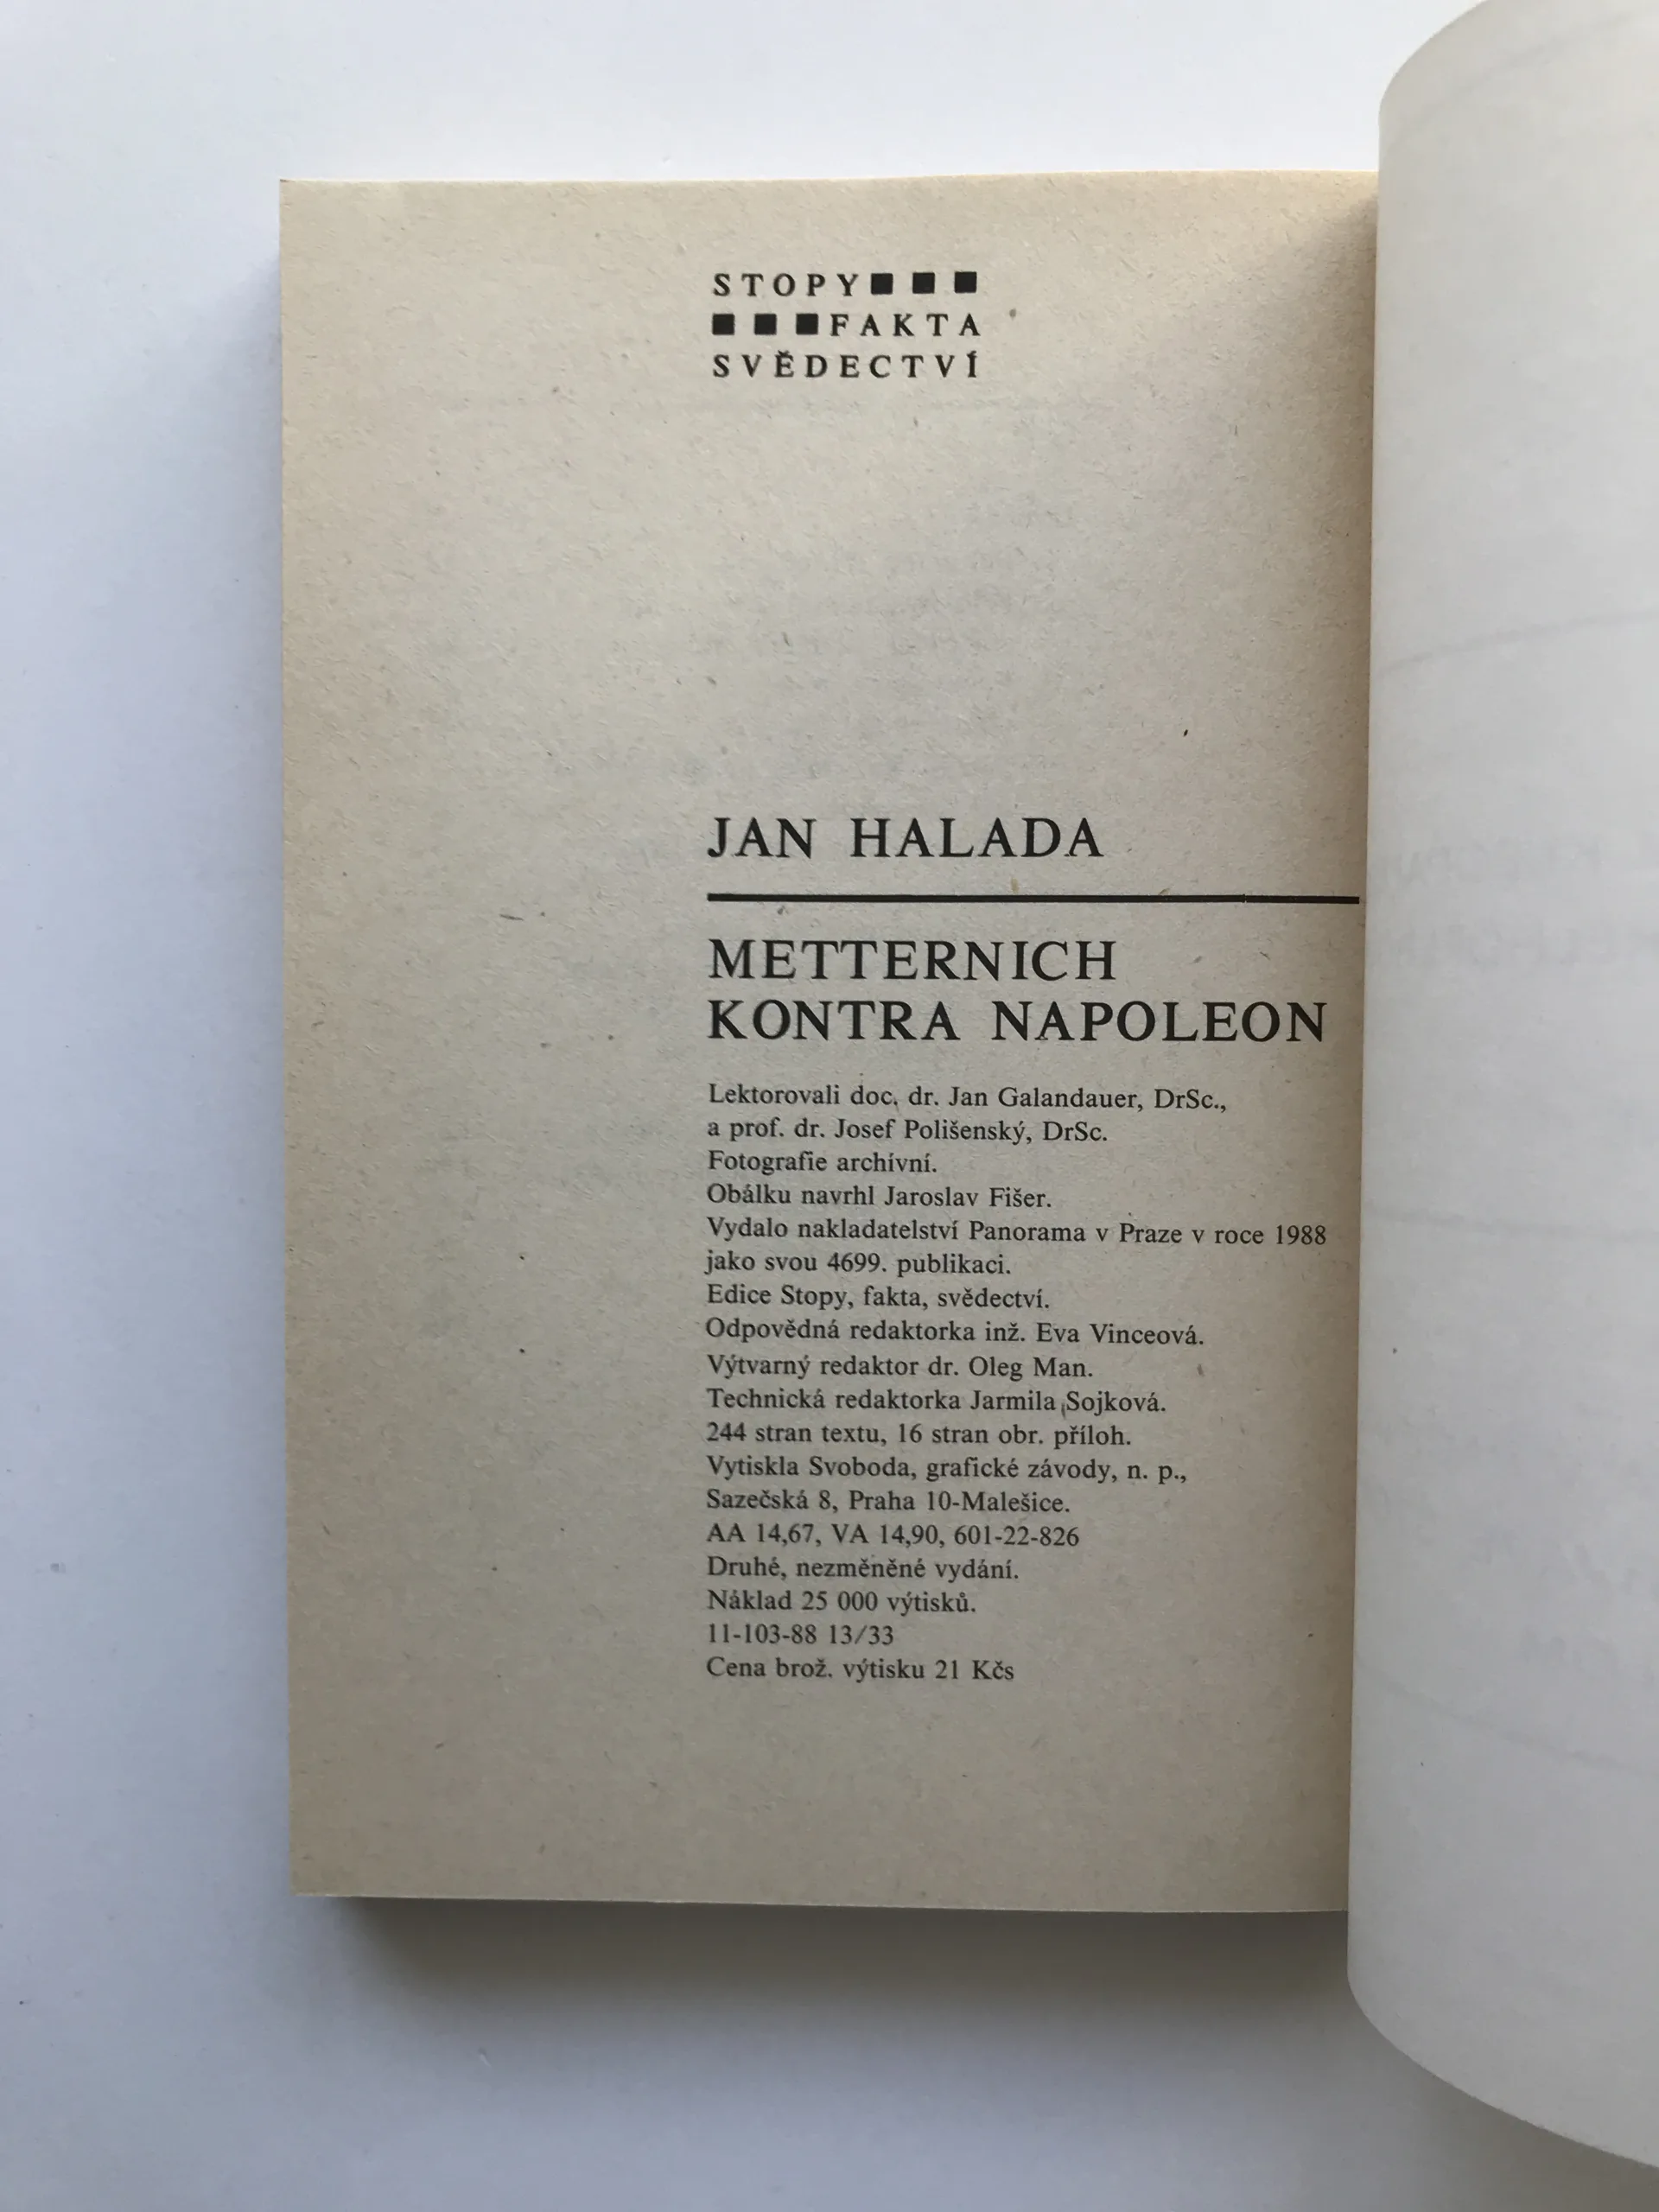 STOPY■ ■ ■
■ ■ ■FAKTA
SVĚDECTVÍ
JAN HALADA
METTERNICH
KONTRA NAPOLEON
Lektorovali doc. dr. Jan Galandauer, DrSc.,
a prof. dr. Josef Polišenský, DrSc.
Fotografie archívní.
Obálku navrhl Jaroslav Fišer.
Vydalo nakladatelství Panorama v Praze v roce 1988
jako svou 4699. publikaci.
Edice Stopy, fakta, svědectví.
Odpovědná redaktorka inž. Eva Vinceová.
Výtvarný redaktor dr. Oleg Man.
Technická redaktorka Jarmila Sojková.
244 stran textu, 16 stran obr. příloh.
Vytiskla Svoboda, grafické závody, n. p.,
Sazečská 8, Praha 10-Malešice.
AA 14,67, VA 14,90, 601-22-826
Druhé, nezměněné vydání.
Náklad 25 000 výtisků.
11-103-88 13/33
Cena brož. výtisku 21 Kčs